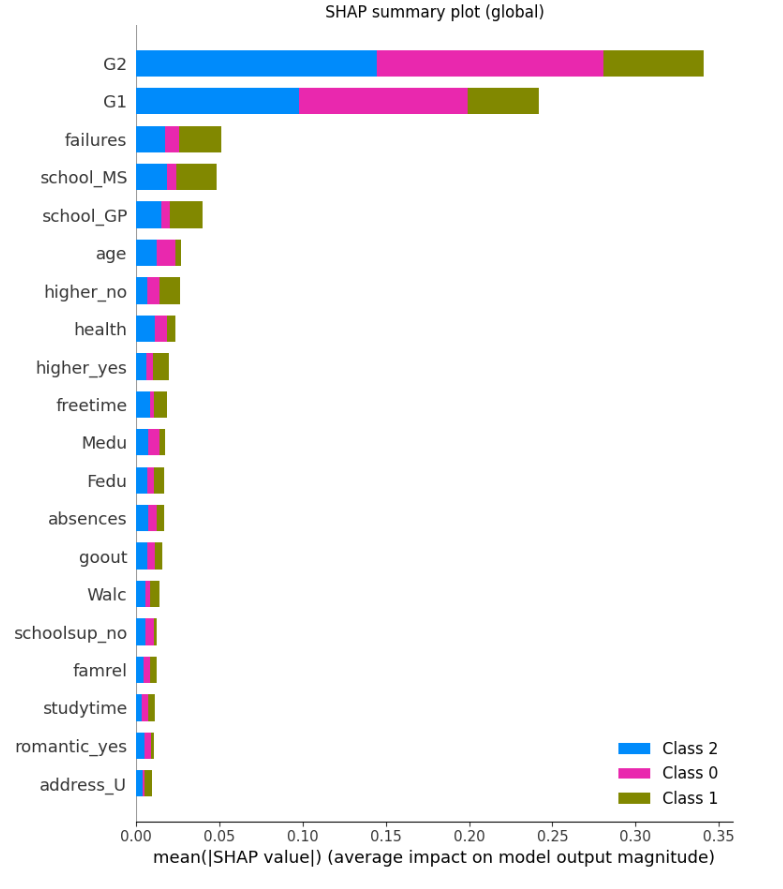 SHAP summary plot (global)
G2
G1
failures
school_MS
school_GP
age
higher_no
health
higher_yes
freetime
Medu
Fedu
absences
goout
Walc
schoolsup_no
famrel
studytime
romantic_yes
address_U
Class 2
Class 0
Class 1
0.00 0.05 0.10 0.15 0.20 0.25 0.30 0.35
mean(|SHAP value|) (average impact on model output magnitude)